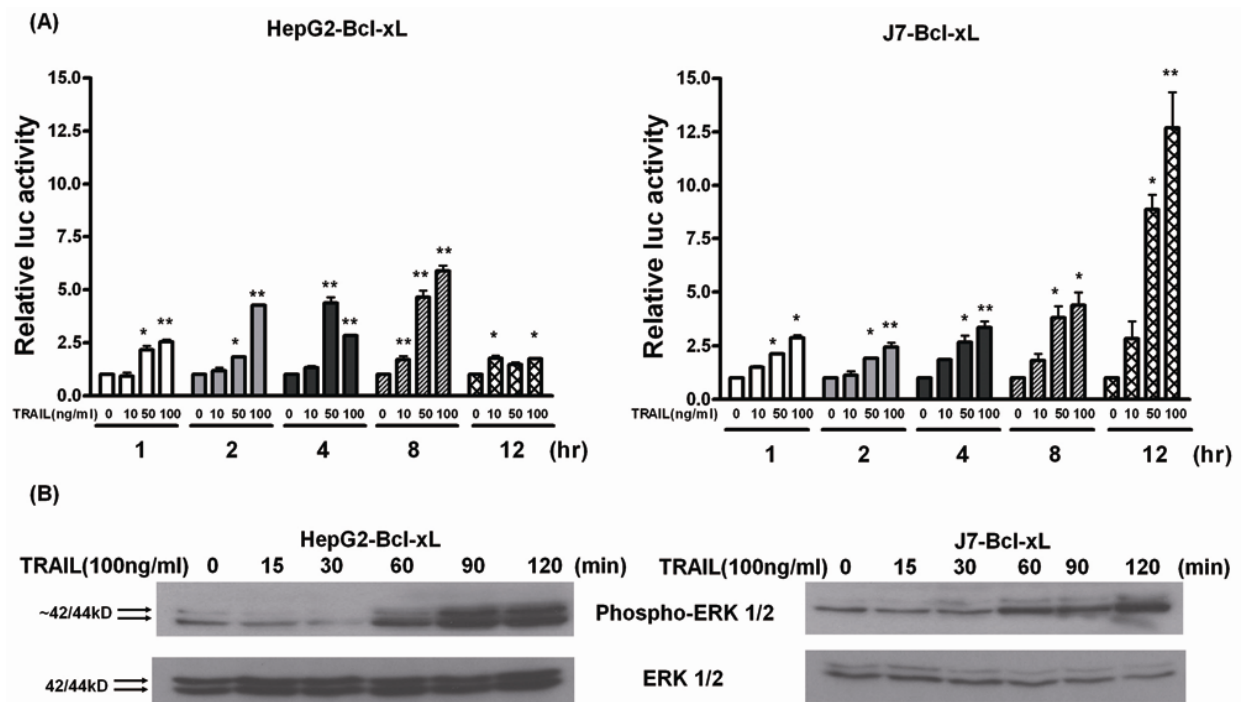 (A)
HepG2-Bcl-xL
15.0
12.5
10.0
7.5
5.0
2.5
0.0
Relative luc activity
* ** * ** ** ** ** ** ** * *
TRAIL(ng/ml) 0 10 50 100 0 10 50 100 0 10 50 100 0 10 50 100 0 10 50 100
1 2 4 8 12 (hr)
J7-Bcl-xL
15.0
12.5
10.0
7.5
5.0
2.5
0.0
Relative luc activity
* * * ** * ** * * * **
TRAIL(ng/ml) 0 10 50 100 0 10 50 100 0 10 50 100 0 10 50 100 0 10 50 100
1 2 4 8 12 (hr)
(B)
HepG2-Bcl-xL
TRAIL(100ng/ml) 0 15 30 60 90 120 (min)
~42/44kD
42/44kD
Phospho-ERK 1/2
ERK 1/2
J7-Bcl-xL
TRAIL(100ng/ml) 0 15 30 60 90 120 (min)